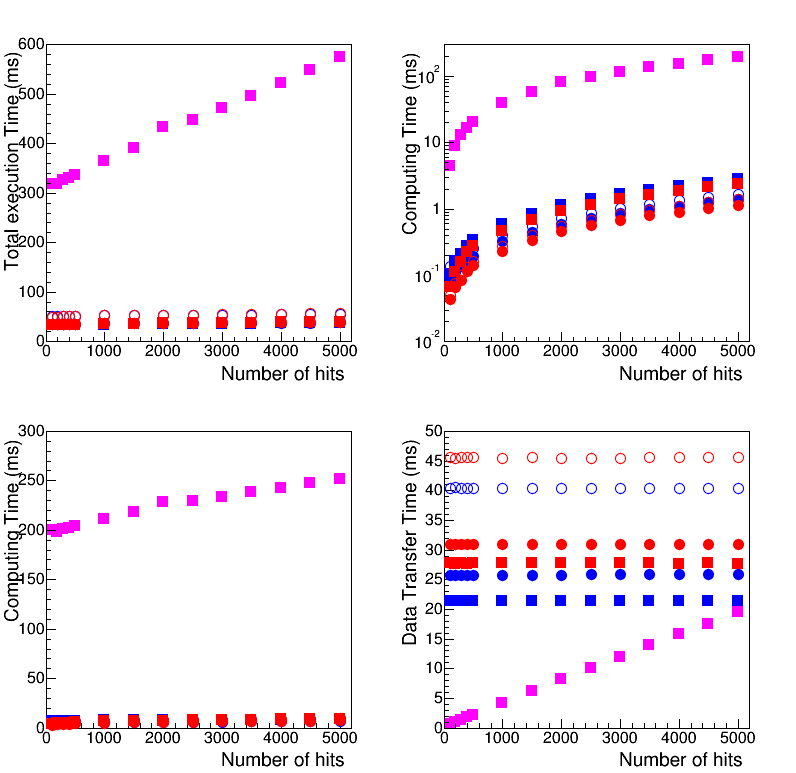 Total execution Time (ms)
600
500
400
300
200
100
0
0 1000 2000 3000 4000 5000
Number of hits
Computing Time (ms)
10²
10
1
10⁻¹
10⁻²
0 1000 2000 3000 4000 5000
Number of hits
Computing Time (ms)
300
250
200
150
100
50
0
0 1000 2000 3000 4000 5000
Number of hits
Data Transfer Time (ms)
50
45
40
35
30
25
20
15
10
5
0
0 1000 2000 3000 4000 5000
Number of hits